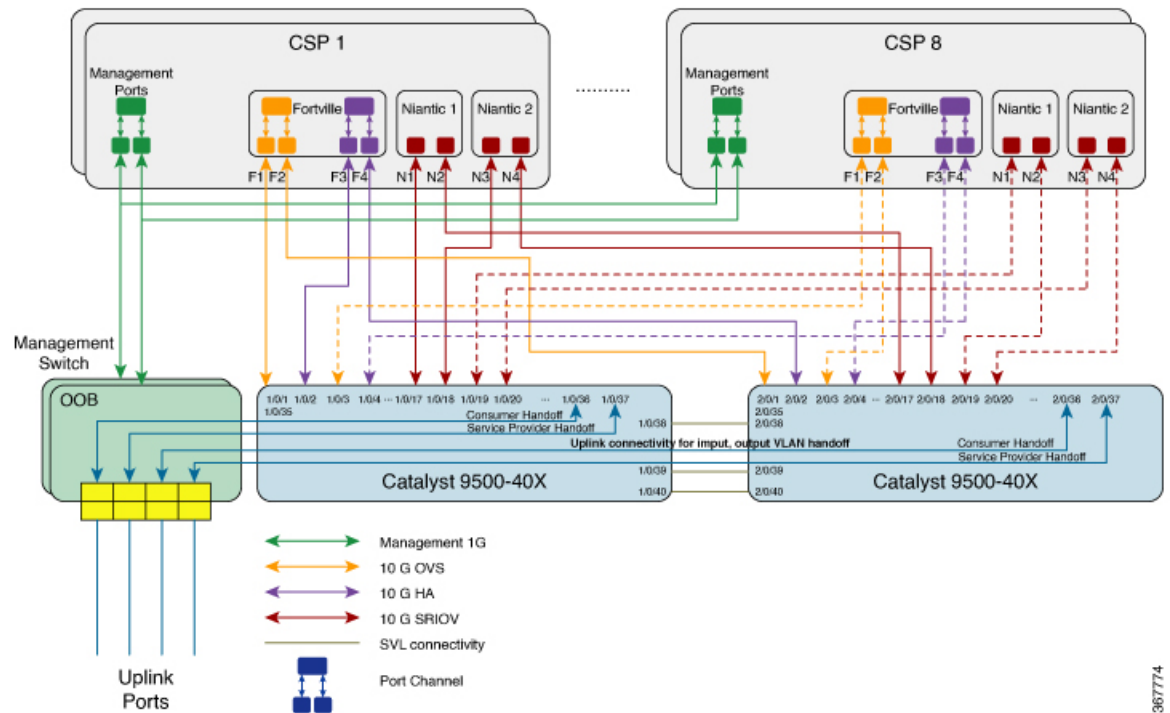 CSP 1
CSP 8
Management
Ports
Fortville
Niantic 1
Niantic 2
..........
Management
Ports
Fortville
Niantic 1
Niantic 2
F1 F2 F3 F4 N1 N2 N3 N4
F1 F2 F3 F4 N1 N2 N3 N4
Management
Switch
OOB
1/0/1 1/0/2 1/0/3 1/0/4 ... 1/0/17 1/0/18 1/0/19 1/0/20 ... 1/0/36 1/0/37
1/0/35
2/0/1 2/0/2 2/0/3 2/0/4 ... 2/0/17 2/0/18 2/0/19 2/0/20 ... 2/0/36 2/0/37
2/0/35
Consumer Handoff
Service Provider Handoff
1/0/38
2/0/38
Uplink connectivity for imput, output VLAN handoff
Consumer Handoff
Service Provider Handoff
1/0/39
2/0/39
Catalyst 9500-40X
1/0/40
2/0/40
Catalyst 9500-40X
Management 1G
10 G OVS
10 G HA
10 G SRIOV
SVL connectivity
Port Channel
Uplink
Ports
367774